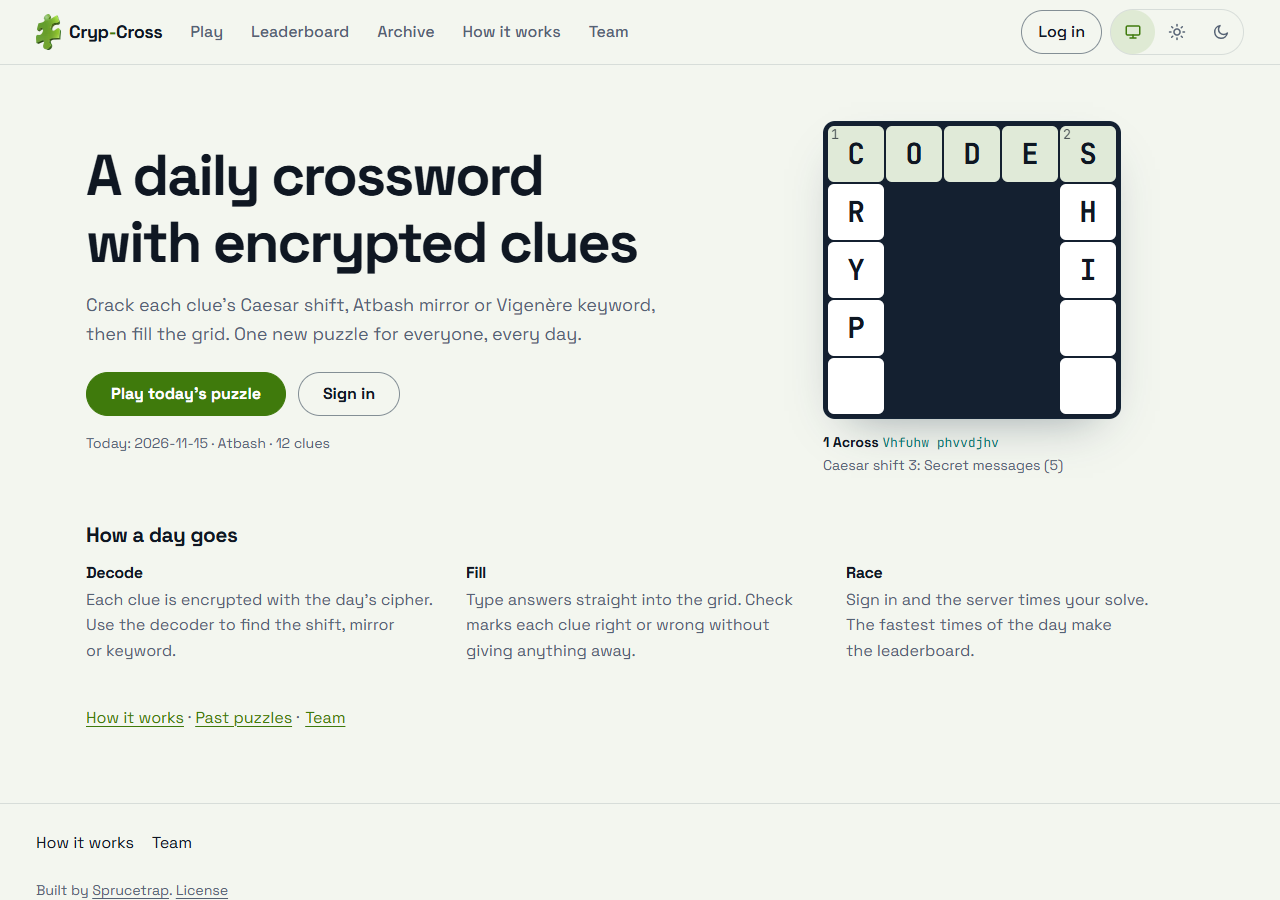 Cryp-Cross Play Leaderboard Archive How it works Team Log in
A daily crossword
with encrypted clues
Crack each clue's Caesar shift, Atbash mirror or Vigenère keyword,
then fill the grid. One new puzzle for everyone, every day.
Play today's puzzle Sign in
Today: 2026-11-15 · Atbash · 12 clues
1 C O D E 2 S
R H
Y I
P
1 Across Vhfuhw phvvdjhv
Caesar shift 3: Secret messages (5)
How a day goes
Decode
Each clue is encrypted with the day's cipher.
Use the decoder to find the shift, mirror
or keyword.
Fill
Type answers straight into the grid. Check
marks each clue right or wrong without
giving anything away.
Race
Sign in and the server times your solve.
The fastest times of the day make
the leaderboard.
How it works · Past puzzles · Team
How it works Team
Built by Sprucetrap. License